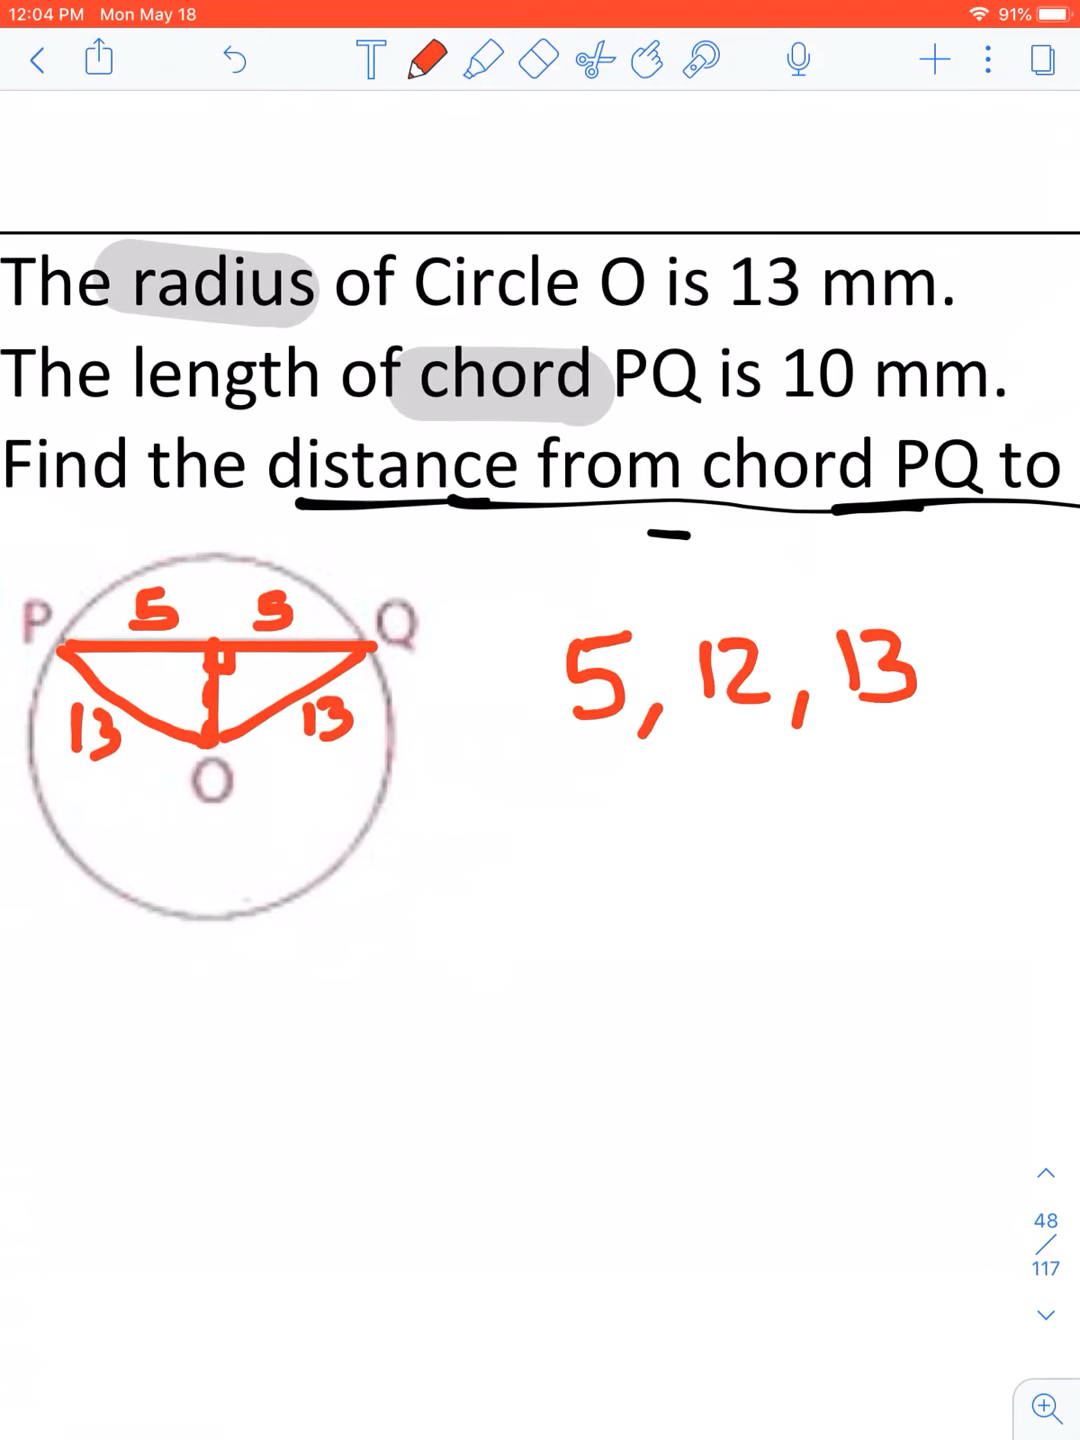 12:04 PM Mon May 18 91%
T
The radius of Circle O is 13 mm.
The length of chord PQ is 10 mm.
Find the distance from chord PQ to
P 5 5 Q
13 13
O
5, 12, 13
48
/
117